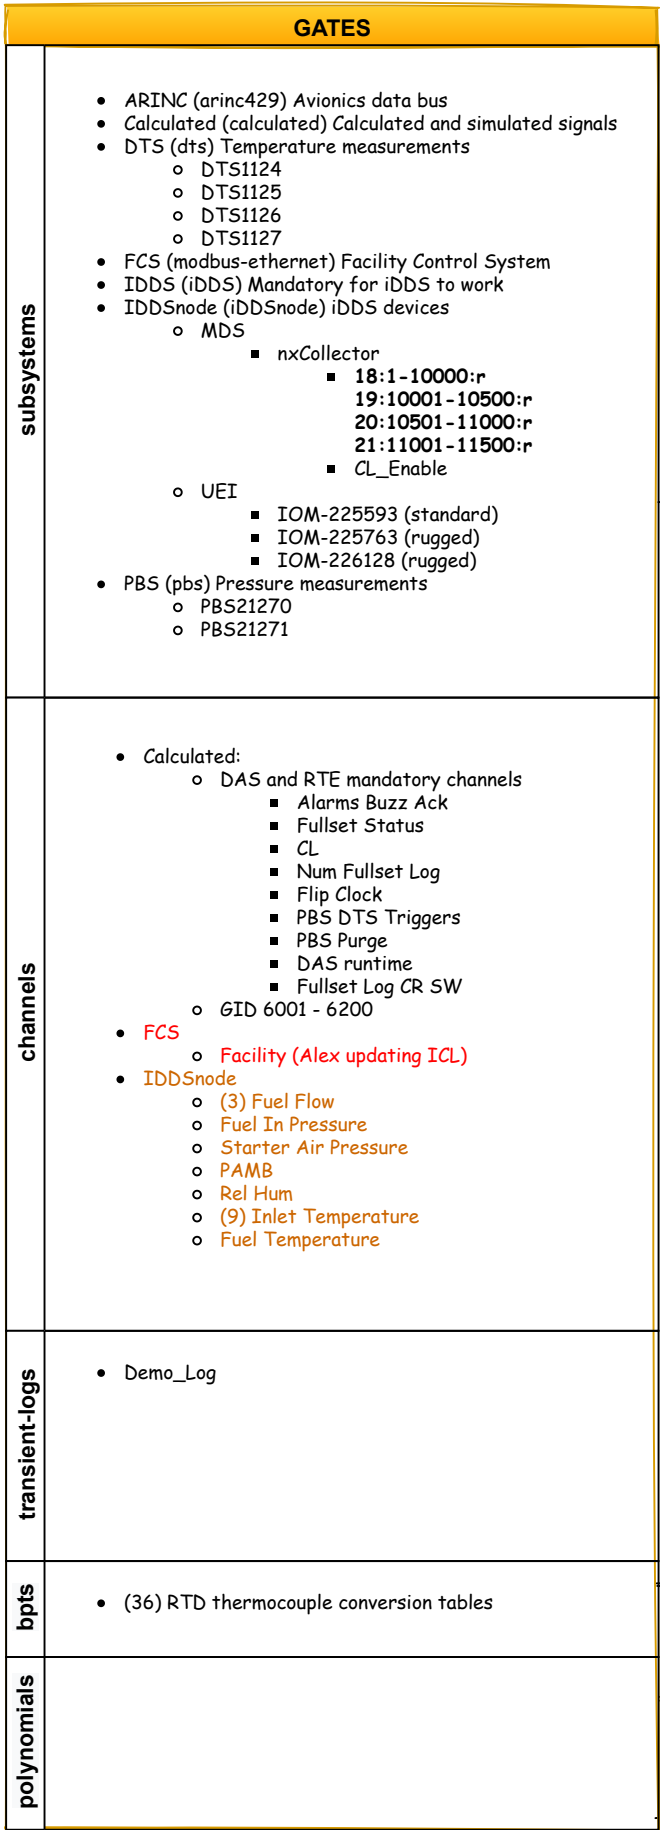 GATES
subsystems
ARINC (arinc429) Avionics data bus
Calculated (calculated) Calculated and simulated signals
DTS (dts) Temperature measurements
DTS1124
DTS1125
DTS1126
DTS1127
FCS (modbus-ethernet) Facility Control System
IDDS (iDDS) Mandatory for iDDS to work
IDDSnode (iDDSnode) iDDS devices
MDS
nxCollector
18:1-10000:r
19:10001-10500:r
20:10501-11000:r
21:11001-11500:r
CL_Enable
UEI
IOM-225593 (standard)
IOM-225763 (rugged)
IOM-226128 (rugged)
PBS (pbs) Pressure measurements
PBS21270
PBS21271
channels
Calculated:
DAS and RTE mandatory channels
Alarms Buzz Ack
Fullset Status
CL
Num Fullset Log
Flip Clock
PBS DTS Triggers
PBS Purge
DAS runtime
Fullset Log CR SW
GID 6001 - 6200
FCS
Facility (Alex updating ICL)
IDDSnode
(3) Fuel Flow
Fuel In Pressure
Starter Air Pressure
PAMB
Rel Hum
(9) Inlet Temperature
Fuel Temperature
transient-logs
Demo_Log
bpts
(36) RTD thermocouple conversion tables
polynomials